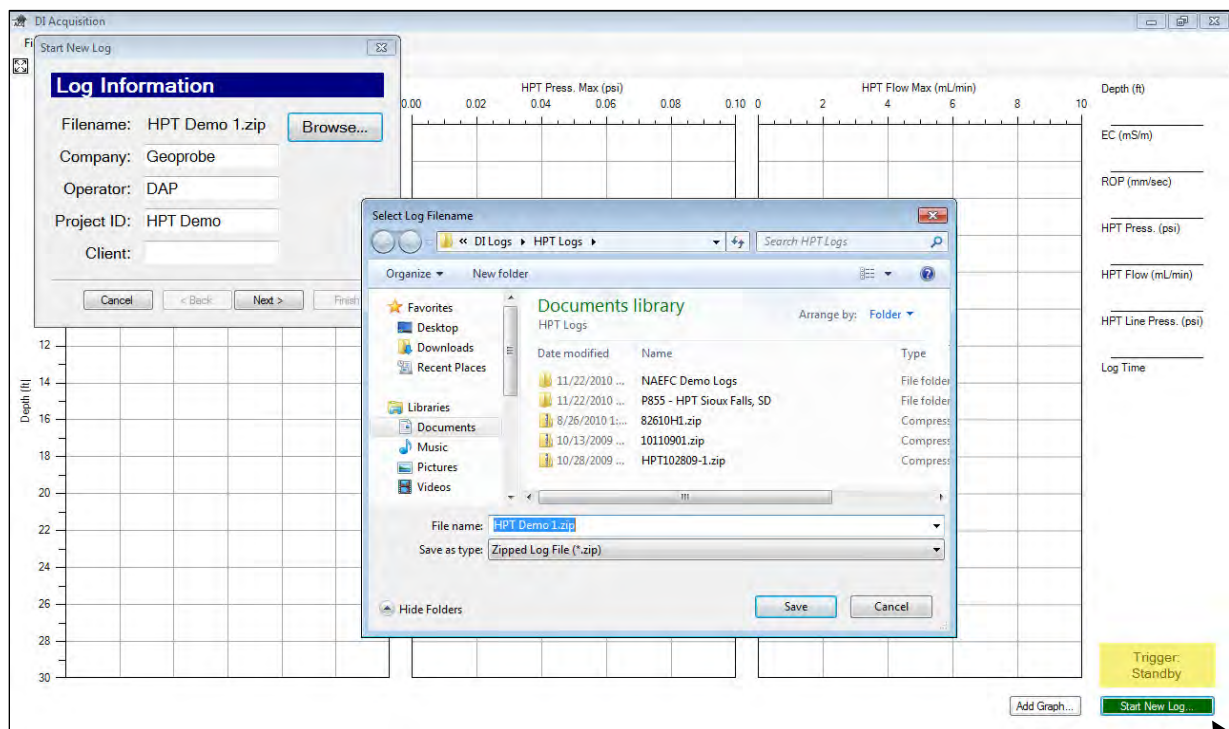 DI Acquisition
Fi
Start New Log
Log Information
Filename: HPT Demo 1.zip Browse...
Company: Geoprobe
Operator: DAP
Project ID: HPT Demo
Client:
Cancel < Back Next > Finish
HPT Press. Max (psi)
0.00 0.02 0.04 0.06 0.08 0.10
HPT Flow Max (mL/min)
0 2 4 6 8 10
Depth (ft)
EC (mS/m)
ROP (mm/sec)
HPT Press. (psi)
HPT Flow (mL/min)
HPT Line Press. (psi)
Log Time
Depth (ft)
12
14
16
18
20
22
24
26
28
30
Select Log Filename
« DI Logs HPT Logs Search HPT Logs
Organize New folder
Favorites
Desktop
Downloads
Recent Places
Libraries
Documents
Music
Pictures
Videos
Documents library
HPT Logs
Arrange by: Folder
Date modified Name Type
11/22/2010 ... NAEFC Demo Logs File folder
11/22/2010 ... P855 - HPT Sioux Falls, SD File folder
8/26/2010 1:... 82610H1.zip Compress
10/13/2009 ... 10110901.zip Compress
10/28/2009 ... HPT102809-1.zip Compress
File name: HPT Demo 1.zip
Save as type: Zipped Log File (*.zip)
Hide Folders Save Cancel
Trigger:
Standby
Add Graph... Start New Log...